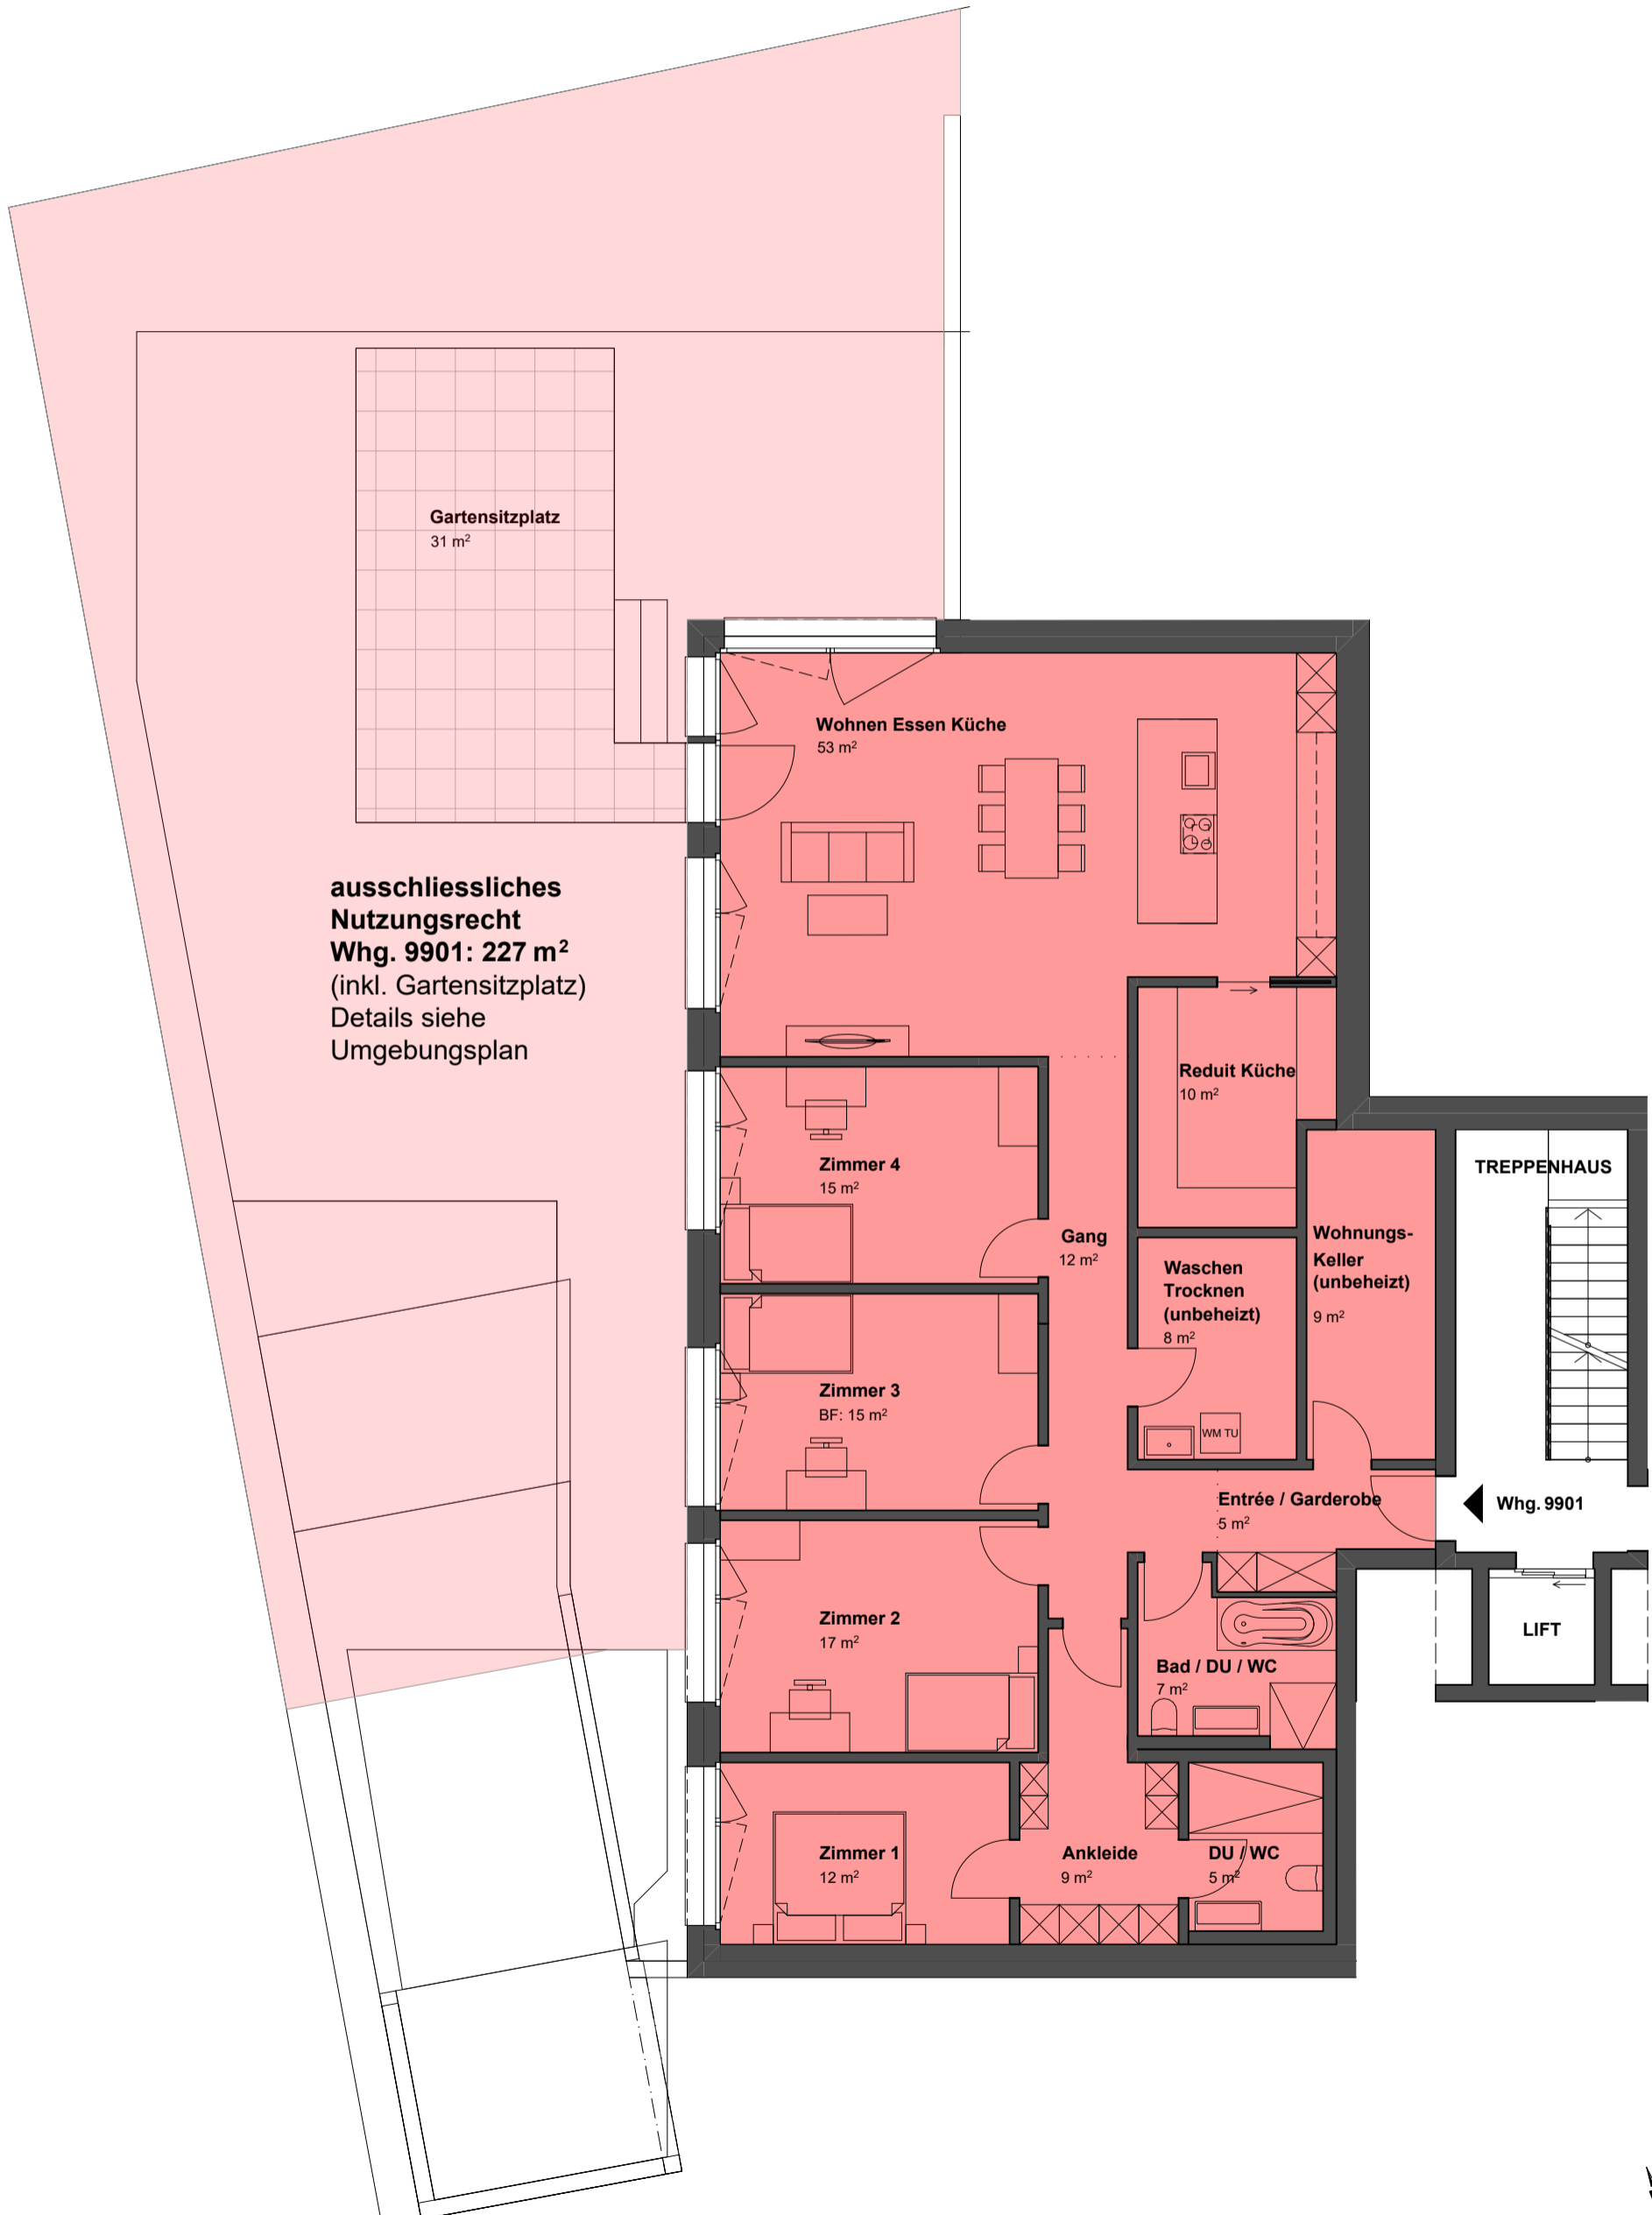 Gartensitzplatz
31 m²
Wohnen Essen Küche
53 m²
ausschliessliches
Nutzungsrecht
Whg. 9901: 227 m²
(inkl. Gartensitzplatz)
Details siehe
Umgebungsplan
Reduit Küche
10 m²
Zimmer 4
15 m²
TREPPENHAUS
Gang
12 m²
Wohnungs-
Keller
(unbeheizt)
9 m²
Waschen
Trocknen
(unbeheizt)
8 m²
WM TU
Zimmer 3
BF: 15 m²
Entrée / Garderobe
5 m²
Whg. 9901
Zimmer 2
17 m²
LIFT
Bad / DU / WC
7 m²
Zimmer 1
12 m²
Ankleide
9 m²
DU / WC
5 m²